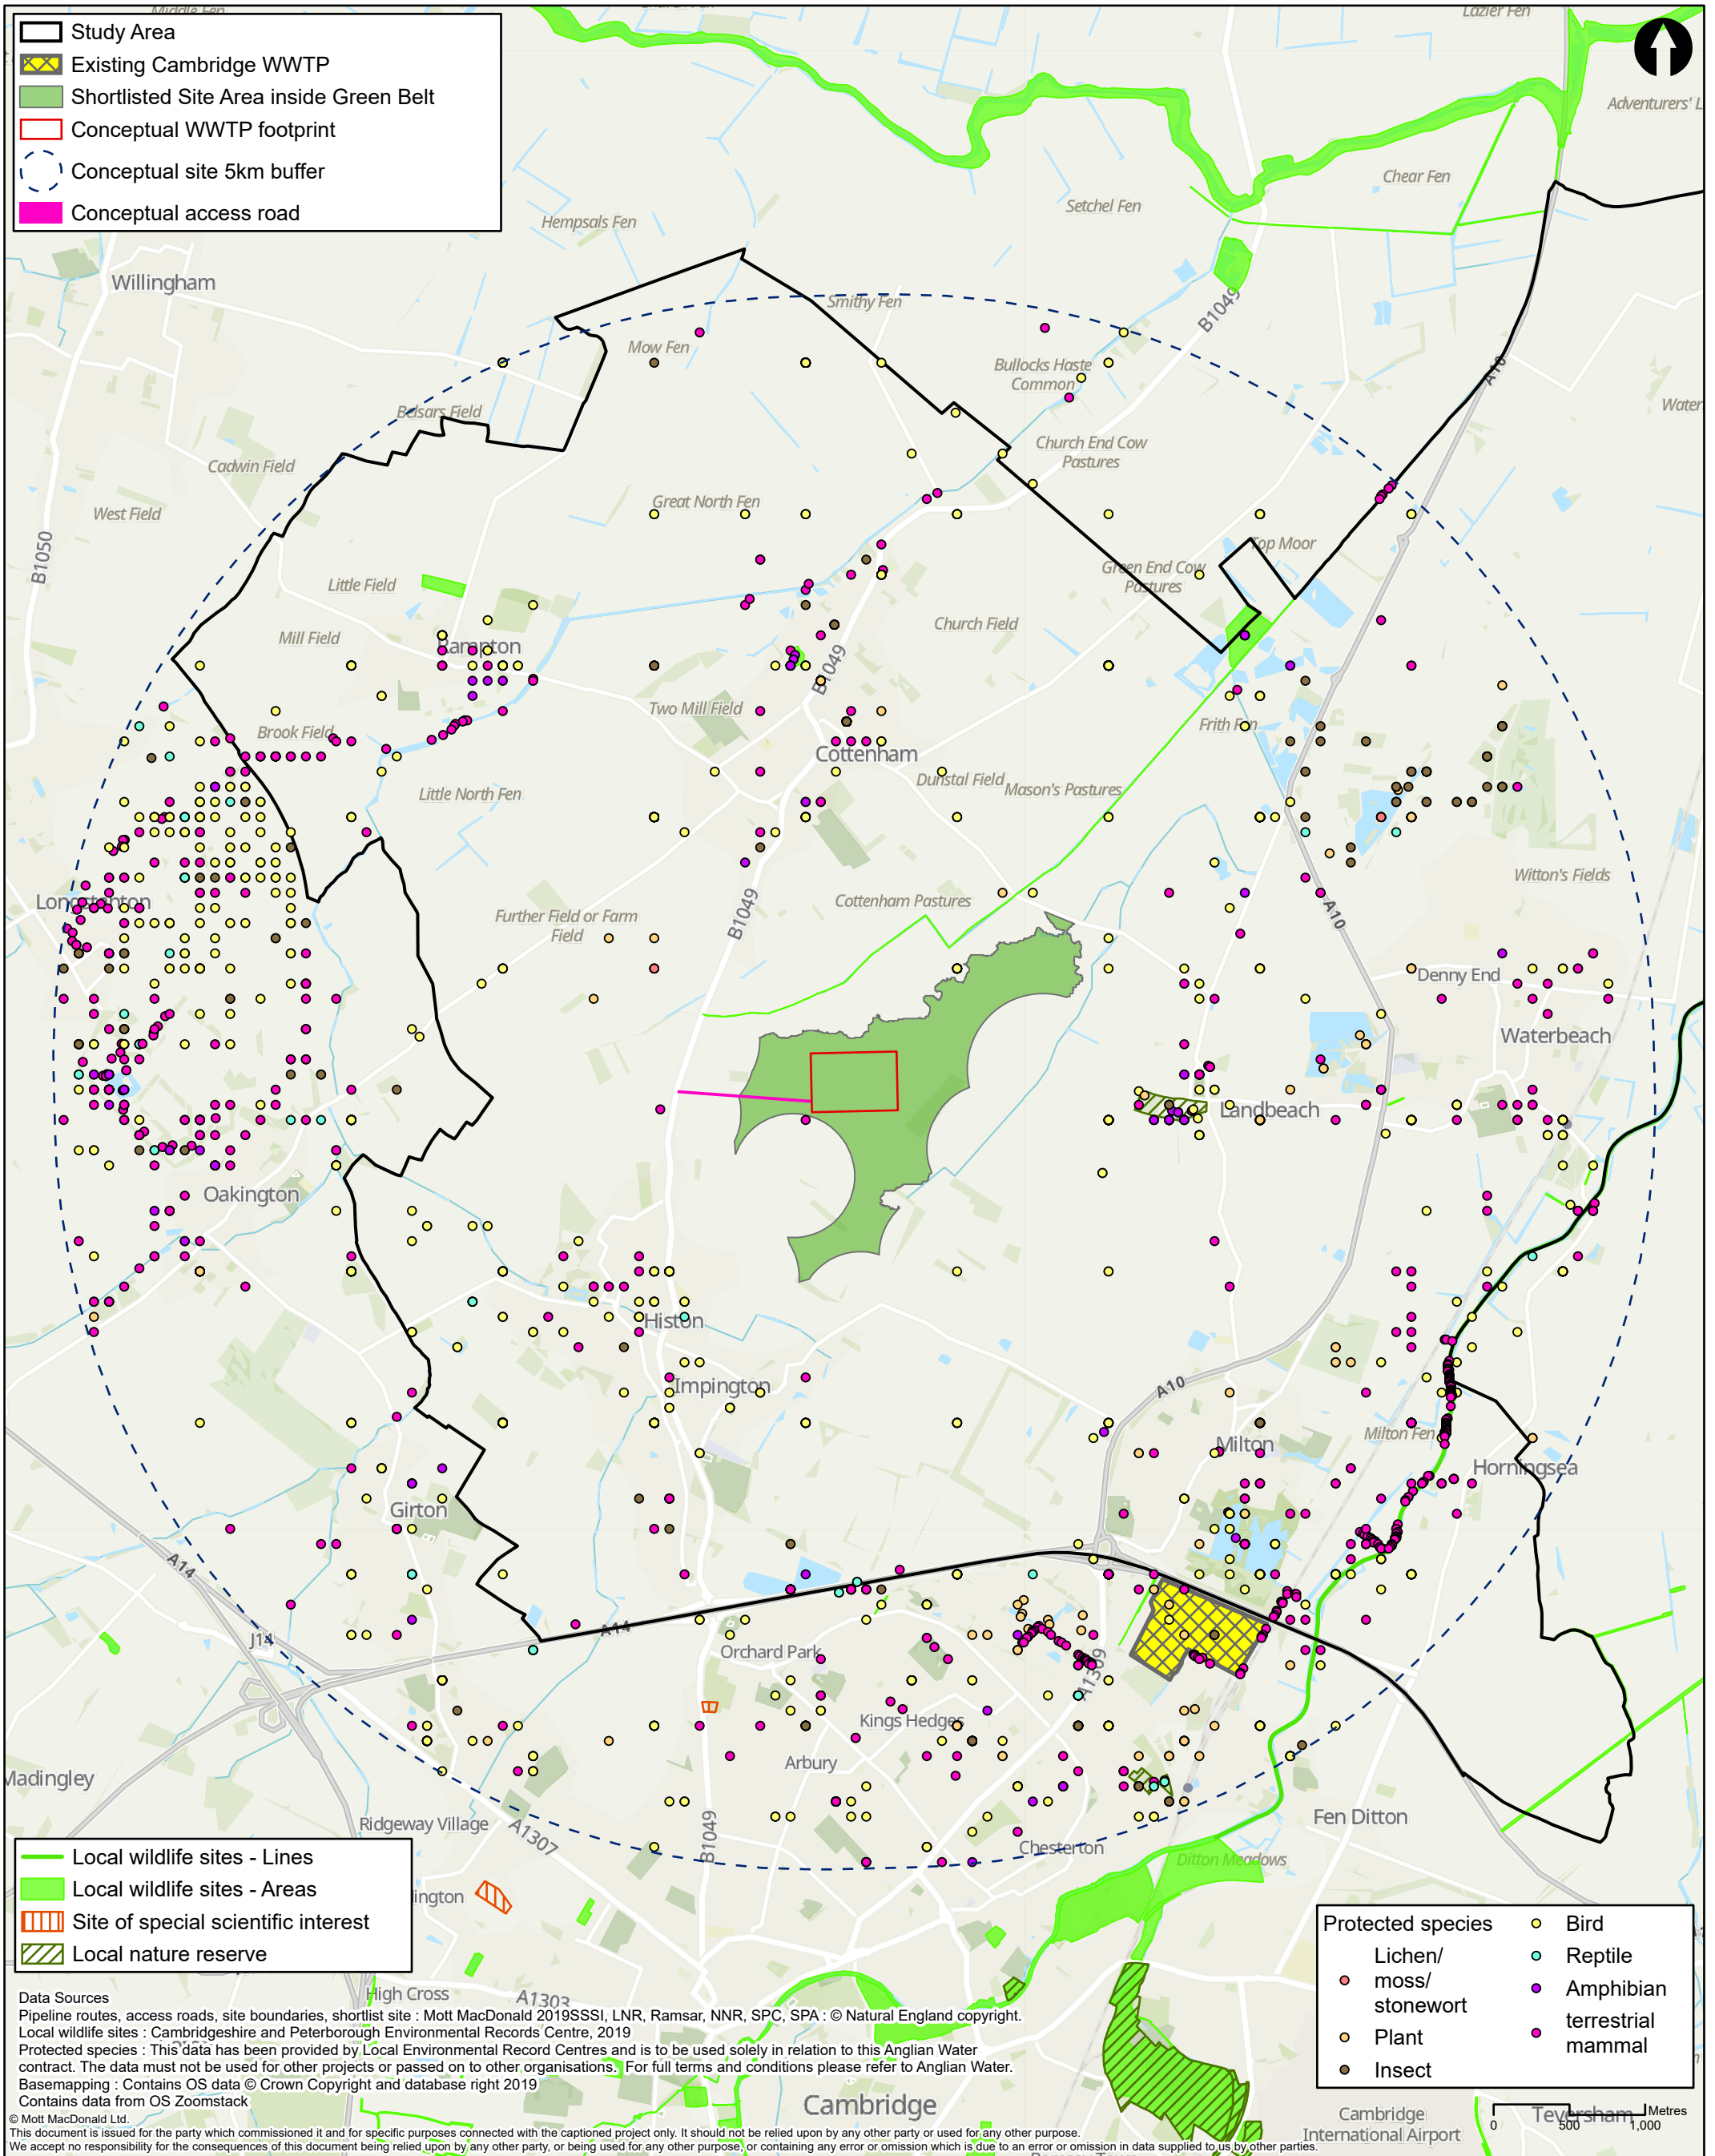 Middle Fen
Lazier Fen
Study Area
Existing Cambridge WWTP
Shortlisted Site Area inside Green Belt
Conceptual WWTP footprint
Conceptual site 5km buffer
Conceptual access road
Adventurers' L
Chear Fen
Setchel Fen
Hempsals Fen
Willingham
Smithy Fen
B1049
Mow Fen
Bullocks Haste
Common
A10
Belsars Field
Water
Church End Cow
Pastures
Cadwin Field
Great North Fen
West Field
B1050
Top Moor
Green End Cow
Pastures
Little Field
Church Field
Mill Field
Rampton
B1049
Two Mill Field
Frith Fen
Brook Field
Cottenham
Dunstal Field
Mason's Pastures
Little North Fen
Witton's Fields
Longstanton
Cottenham Pastures
Further Field or Farm
Field
B1049
A10
Denny End
Waterbeach
Landbeach
Oakington
Histon
Impington
A10
Milton
Milton Fen
Horningsea
Girton
A14
A14
J14
Orchard Park
A1309
Kings Hedges
Arbury
Madingley
Fen Ditton
Ridgeway Village
A1307
B1049
Chesterton
Ditton Meadows
Local wildlife sites - Lines
Local wildlife sites - Areas
Site of special scientific interest
Local nature reserve
ington
Protected species
Lichen/
moss/
stonewort
Plant
Insect
Bird
Reptile
Amphibian
terrestrial
mammal
High Cross
A1303
Data Sources
Pipeline routes, access roads, site boundaries, shortlist site : Mott MacDonald 2019SSSI, LNR, Ramsar, NNR, SPC, SPA : © Natural England copyright.
Local wildlife sites : Cambridgeshire and Peterborough Environmental Records Centre, 2019
Protected species : This data has been provided by Local Environmental Record Centres and is to be used solely in relation to this Anglian Water
contract. The data must not be used for other projects or passed on to other organisations. For full terms and conditions please refer to Anglian Water.
Basemapping : Contains OS data © Crown Copyright and database right 2019
Contains data from OS Zoomstack
© Mott MacDonald Ltd.
This document is issued for the party which commissioned it and for specific purposes connected with the captioned project only. It should not be relied upon by any other party or used for any other purpose.
We accept no responsibility for the consequences of this document being relied upon by any other party, or being used for any other purpose, or containing any error or omission which is due to an error or omission in data supplied to us by other parties.
Cambridge
Cambridge
International Airport
Teversham
0 500 1,000 Metres